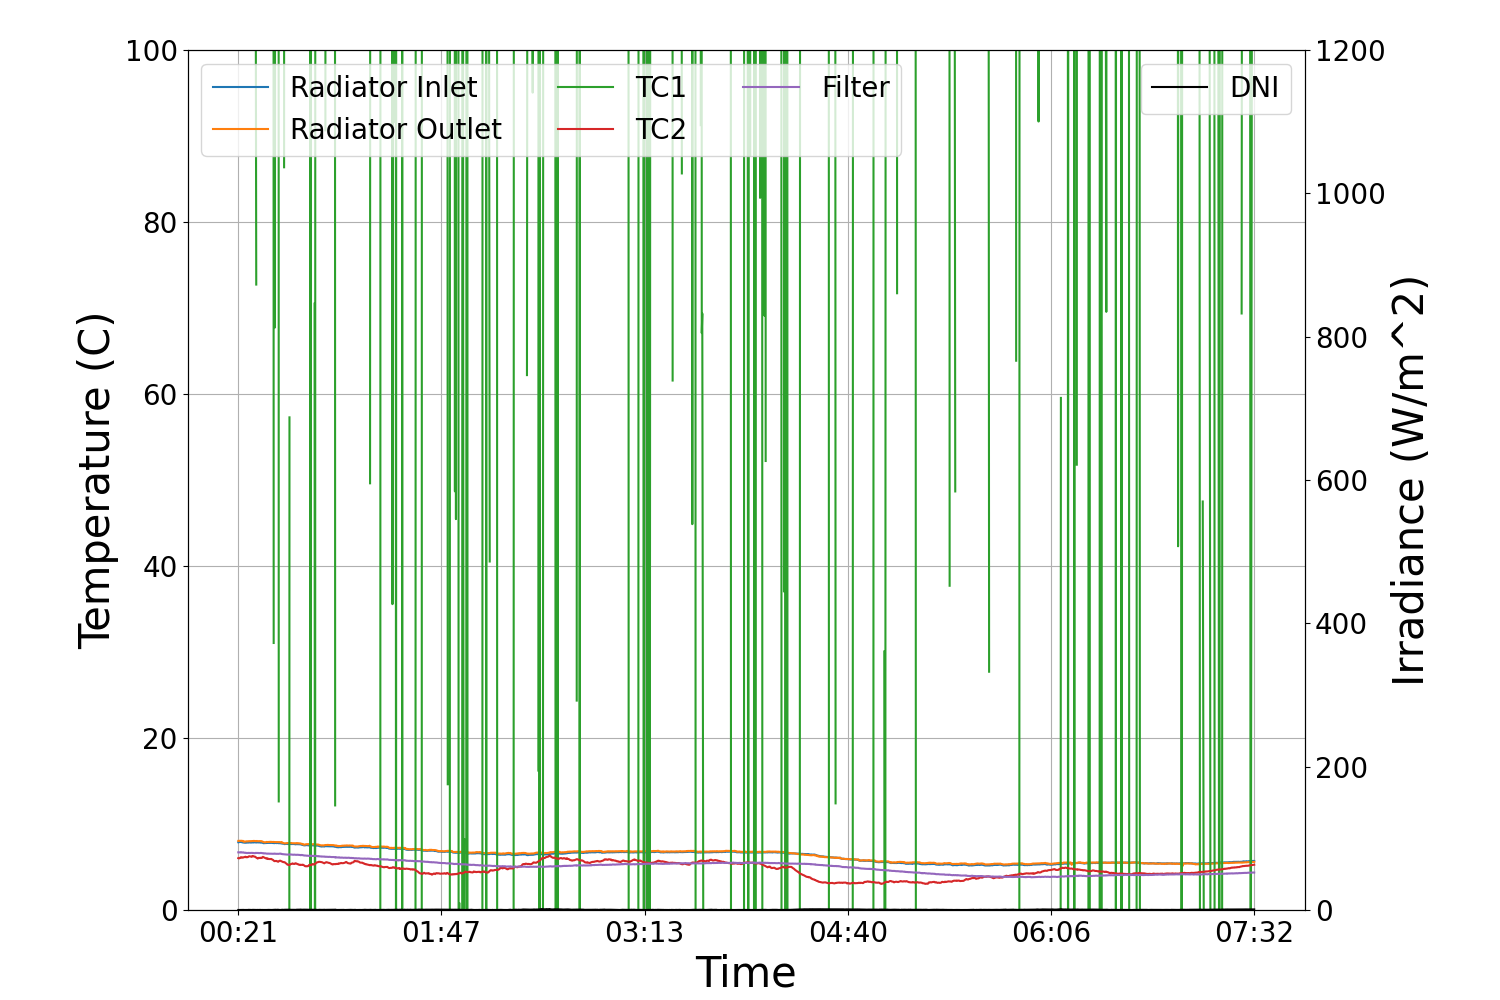 Radiator Inlet
Radiator Outlet
TC1
TC2
Filter
DNI
100
80
60
40
20
0
Temperature (C)
1200
1000
800
600
400
200
0
Irradiance (W/m^2)
00:21
01:47
03:13
04:40
06:06
07:32
Time